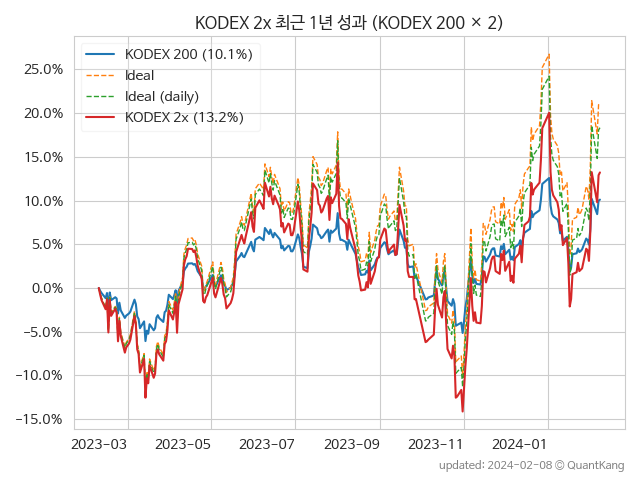 KODEX 2x 최근 1년 성과 (KODEX 200 × 2)
KODEX 200 (10.1%)
Ideal
Ideal (daily)
KODEX 2x (13.2%)
25.0%
20.0%
15.0%
10.0%
5.0%
0.0%
−5.0%
−10.0%
−15.0%
2023-03 2023-05 2023-07 2023-09 2023-11 2024-01
updated: 2024-02-08 ⓒ QuantKang